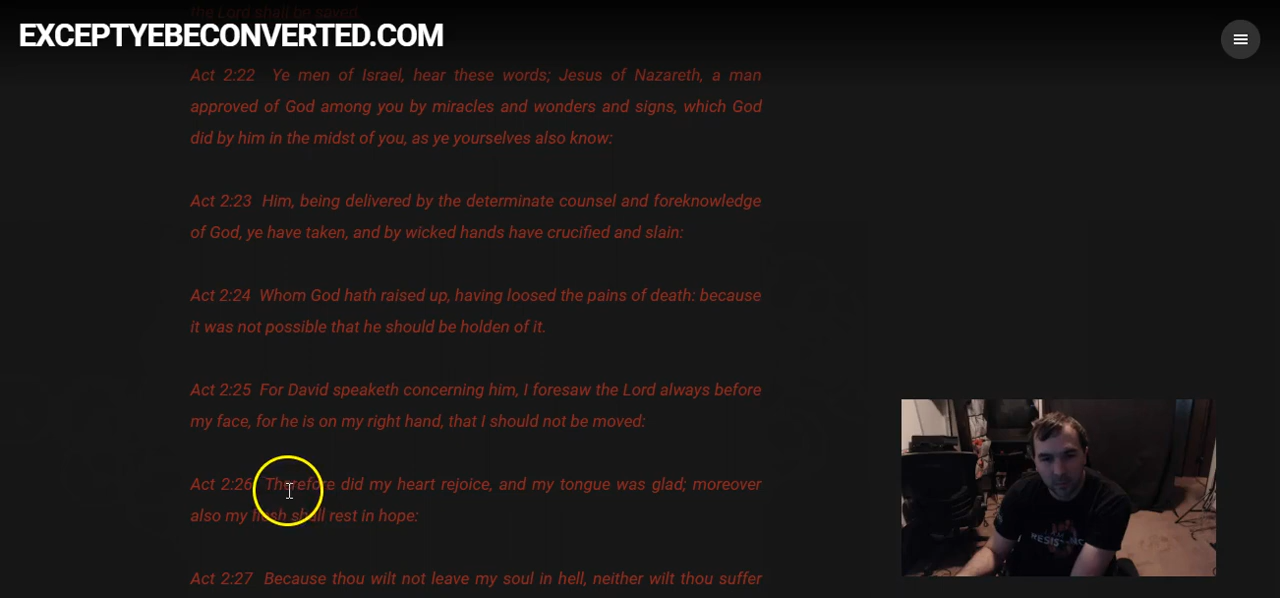 the Lord shall be saved.
EXCEPTYEBECONVERTED.COM
Act 2:22 Ye men of Israel, hear these words; Jesus of Nazareth, a man
approved of God among you by miracles and wonders and signs, which God
did by him in the midst of you, as ye yourselves also know:
Act 2:23 Him, being delivered by the determinate counsel and foreknowledge
of God, ye have taken, and by wicked hands have crucified and slain:
Act 2:24 Whom God hath raised up, having loosed the pains of death: because
it was not possible that he should be holden of it.
Act 2:25 For David speaketh concerning him, I foresaw the Lord always before
my face, for he is on my right hand, that I should not be moved:
Act 2:26 Therefore did my heart rejoice, and my tongue was glad; moreover
also my flesh shall rest in hope:
Act 2:27 Because thou wilt not leave my soul in hell, neither wilt thou suffer